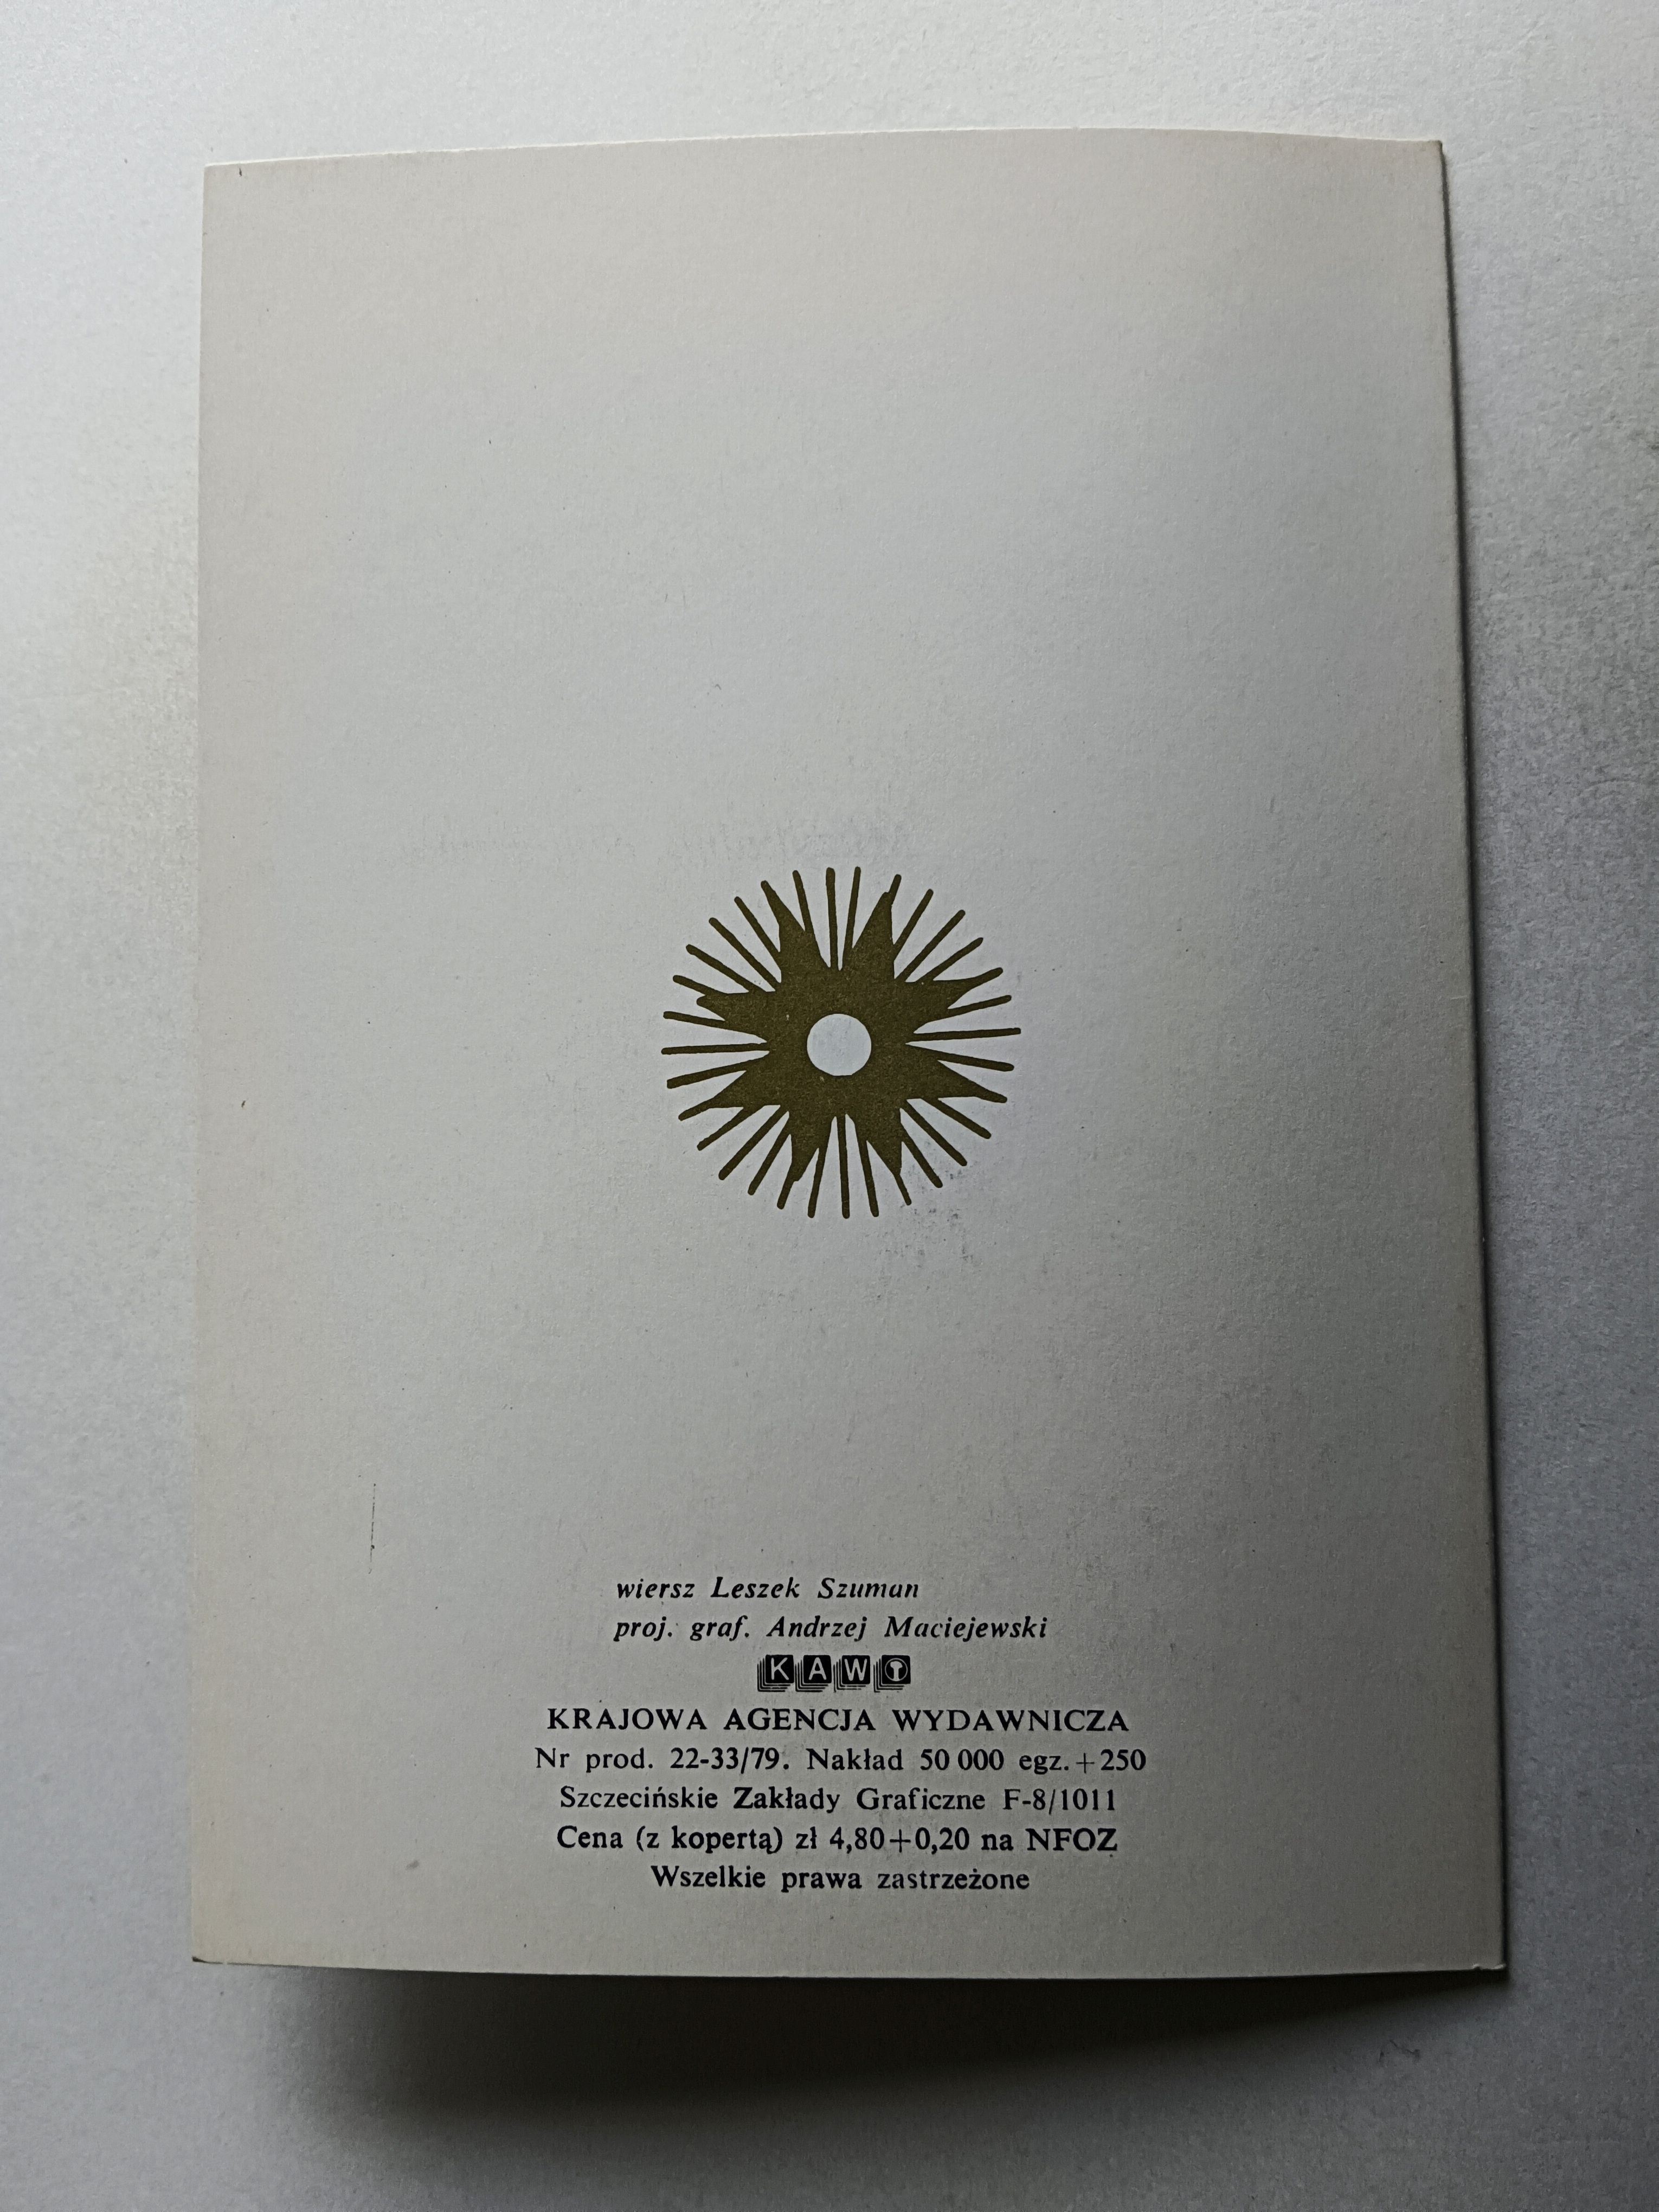 wiersz Leszek Szuman
proj. graf. Andrzej Maciejewski
KAW
KRAJOWA AGENCJA WYDAWNICZA
Nr prod. 22-33/79. Nakład 50 000 egz.+250
Szczecińskie Zakłady Graficzne F-8/1011
Cena (z kopertą) zł 4,80+0,20 na NFOZ
Wszelkie prawa zastrzeżone